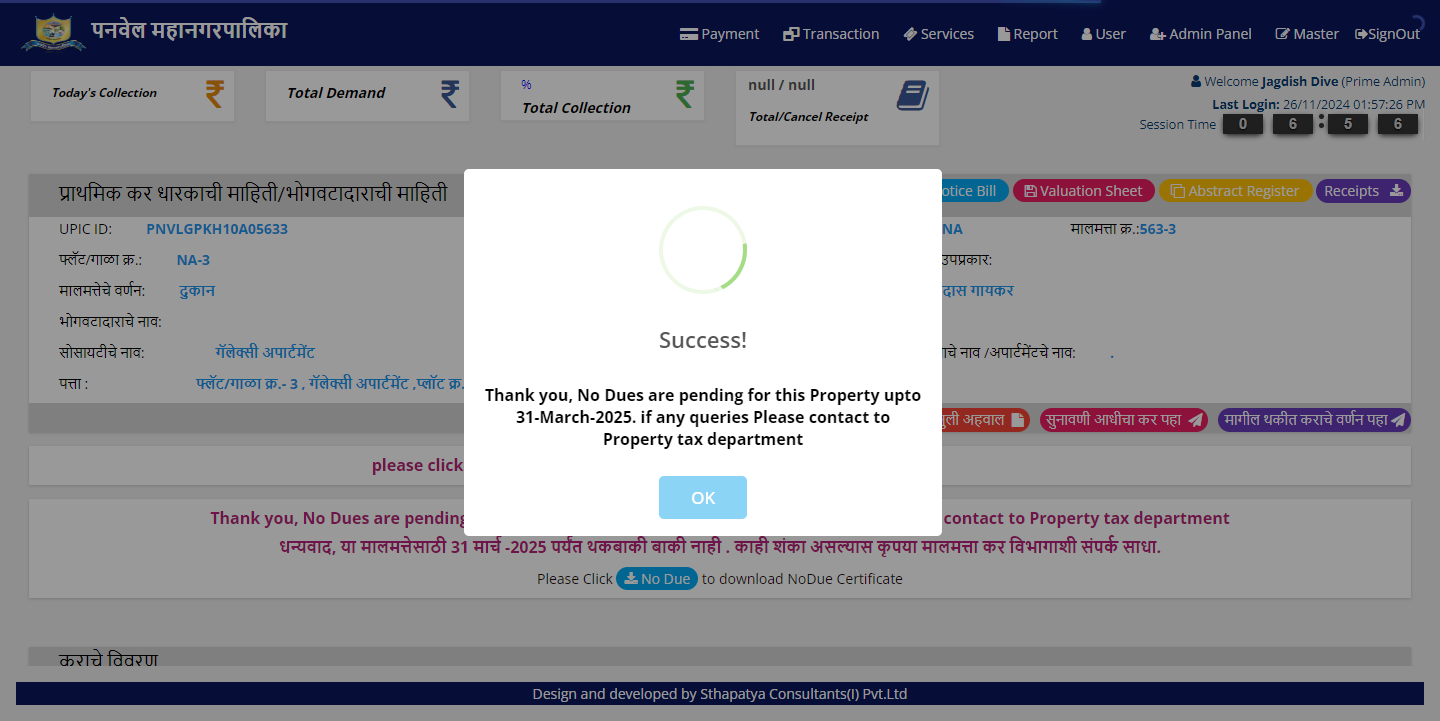 पनवेल महानगरपालिका
Payment Transaction Services Report User Admin Panel Master SignOut
Today's Collection
Total Demand
%
Total Collection
null / null
Total/Cancel Receipt
Welcome Jagdish Dive (Prime Admin)
Last Login: 26/11/2024 01:57:26 PM
Session Time 0 6 : 5 6
प्राथमिक कर धारकाची माहिती/भोगवटादाराची माहिती
Bill Valuation Sheet Abstract Register Receipts
UPIC ID: PNVLGPKH10A05633 NA मालमत्ता क्र.:563-3
फ्लॅट/गाळा क्र.: NA-3 उपप्रकार:
मालमत्तेचे वर्णन: दुकान दास गायकर
भोगवटादाराचे नाव:
सोसायटीचे नाव: गॅलेक्सी अपार्टमेंट नाव /अपार्टमेंटचे नाव: .
पत्ता : फ्लॅट/गाळा क्र.- 3 , गॅलेक्सी अपार्टमेंट ,प्लॉट क्र.
अहवाल सुनावणी आधीचा कर पहा मागील थकीत कराचे वर्णन पहा
Success!
Thank you, No Dues are pending for this Property upto
31-March-2025. if any queries Please contact to
Property tax department
OK
please click
Thank you, No Dues are pending contact to Property tax department
धन्यवाद, या मालमत्तेसाठी 31 मार्च -2025 पर्यंत थकबाकी बाकी नाही . काही शंका असल्यास कृपया मालमत्ता कर विभागाशी संपर्क साधा.
Please Click No Due to download NoDue Certificate
कराचे विवरण
Design and developed by Sthapatya Consultants(I) Pvt.Ltd